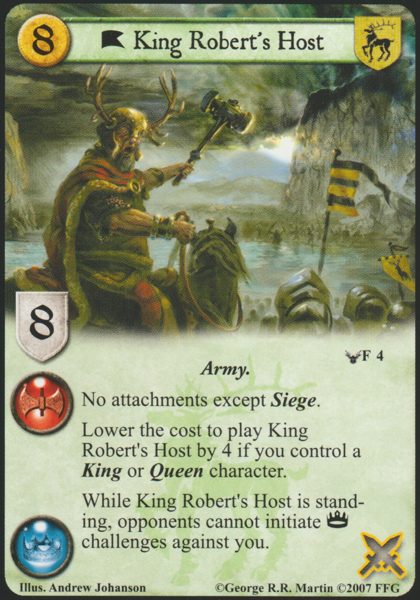 8
King Robert's Host
8
F 4
Army.
No attachments except Siege.
Lower the cost to play King
Robert's Host by 4 if you control a
King or Queen character.
While King Robert's Host is stand-
ing, opponents cannot initiate
challenges against you.
Illus. Andrew Johanson
©George R.R. Martin ©2007 FFG